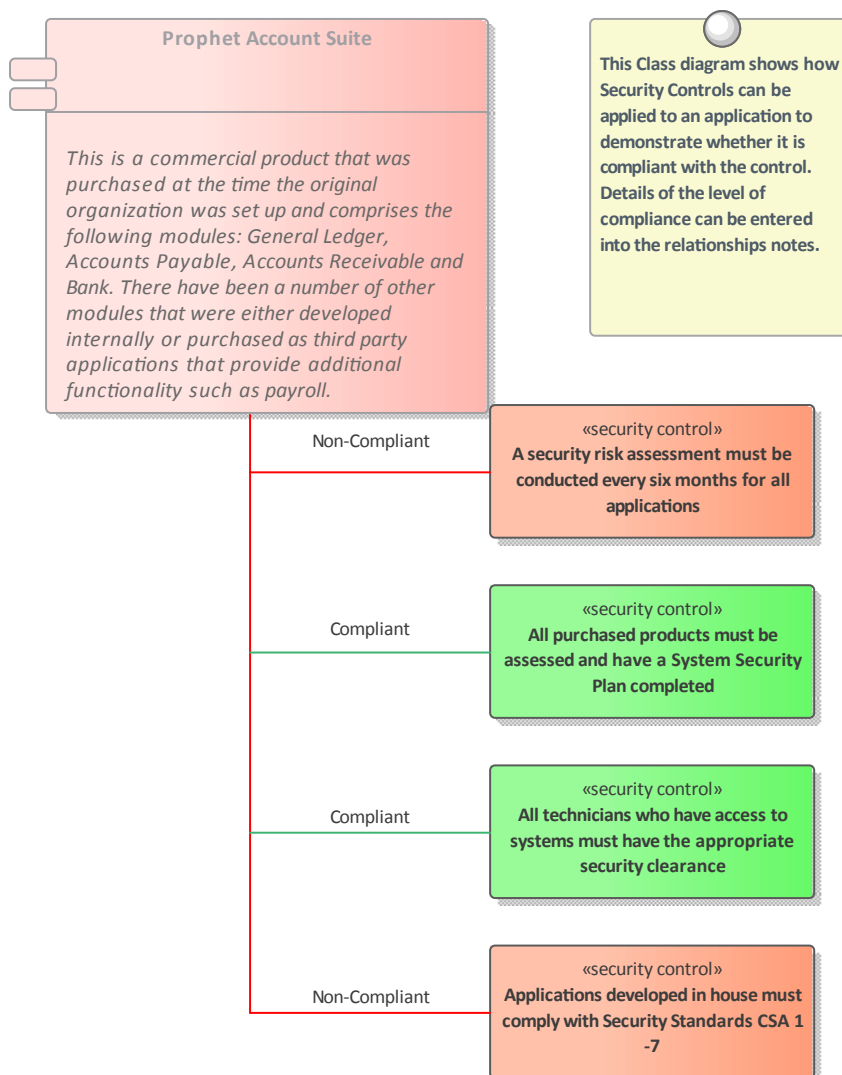 Prophet Account Suite
This is a commercial product that was
purchased at the time the original
organization was set up and comprises the
following modules: General Ledger,
Accounts Payable, Accounts Receivable and
Bank. There have been a number of other
modules that were either developed
internally or purchased as third party
applications that provide additional
functionality such as payroll.
This Class diagram shows how
Security Controls can be
applied to an application to
demonstrate whether it is
compliant with the control.
Details of the level of
compliance can be entered
into the relationships notes.
Non-Compliant
«security control»
A security risk assessment must be
conducted every six months for all
applications
Compliant
«security control»
All purchased products must be
assessed and have a System Security
Plan completed
Compliant
«security control»
All technicians who have access to
systems must have the appropriate
security clearance
Non-Compliant
«security control»
Applications developed in house must
comply with Security Standards CSA 1
-7